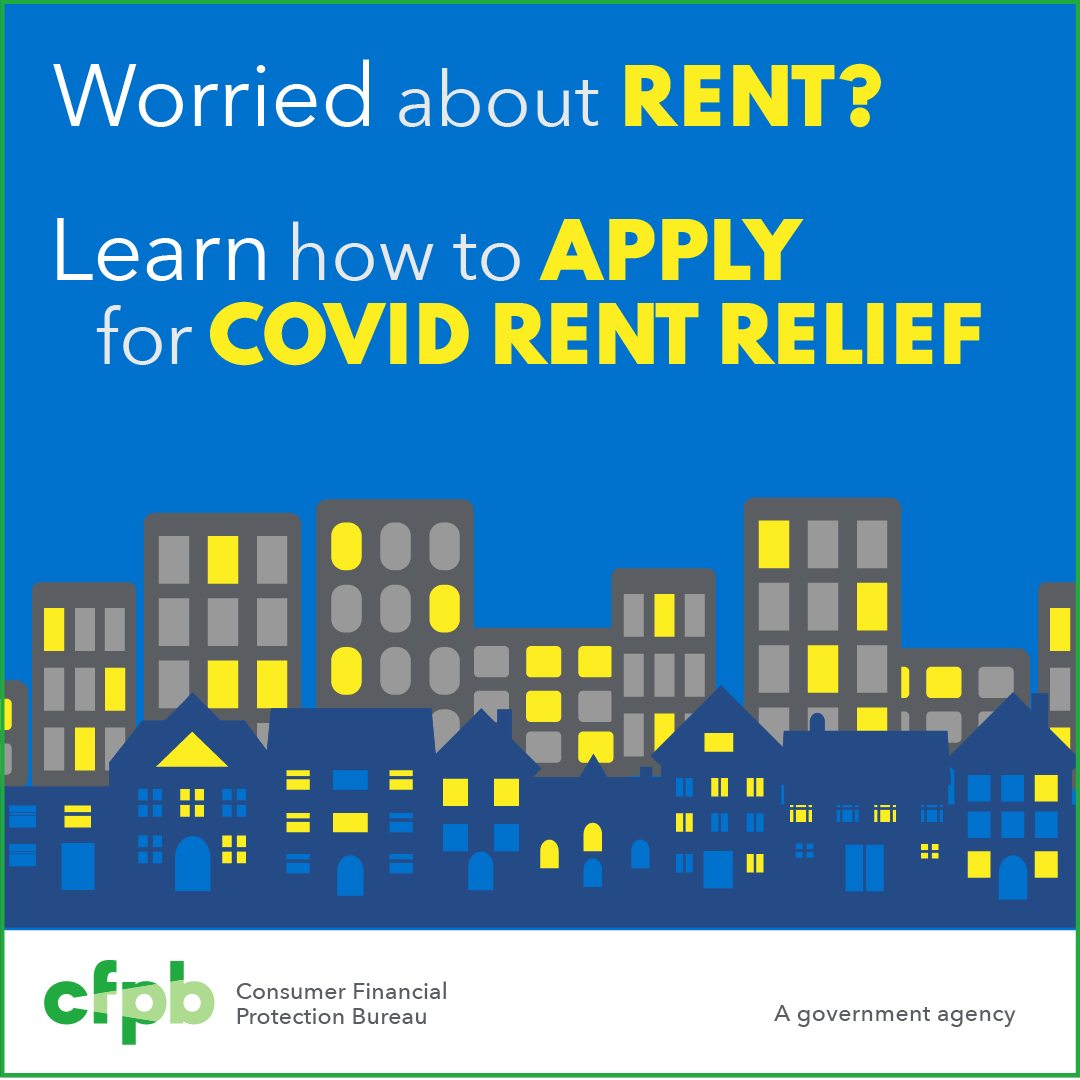 Worried about RENT?
Learn how to APPLY
for COVID RENT RELIEF
cfpb
Consumer Financial
Protection Bureau
A government agency